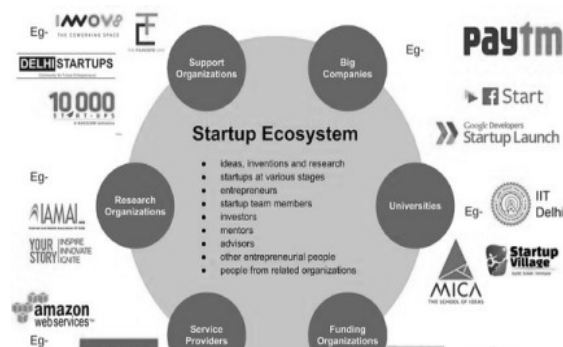 Eg-
INNOV8
THE COWORKING SPACE
DELHI STARTUPS
10 000
START-UPS
Support
Organizations
Big
Companies
Eg-
paytm
Start
Google Developers
Startup Launch
Startup Ecosystem
• ideas, inventions and research
• startups at various stages
• entrepreneurs
• startup team members
• investors
• mentors
• advisors
• other entrepreneurial people
• people from related organizations
Eg-
IAMAI
YOUR
STORY
INSPIRE
INNOVATE
IGNITE
Research
Organizations
Universities
Eg-
IIT
Delhi
MICA
THE SCHOOL OF IDEAS
Startup
Village
amazon
webservices™
Eg-
Service
Providers
Funding
Organizations
Eg-